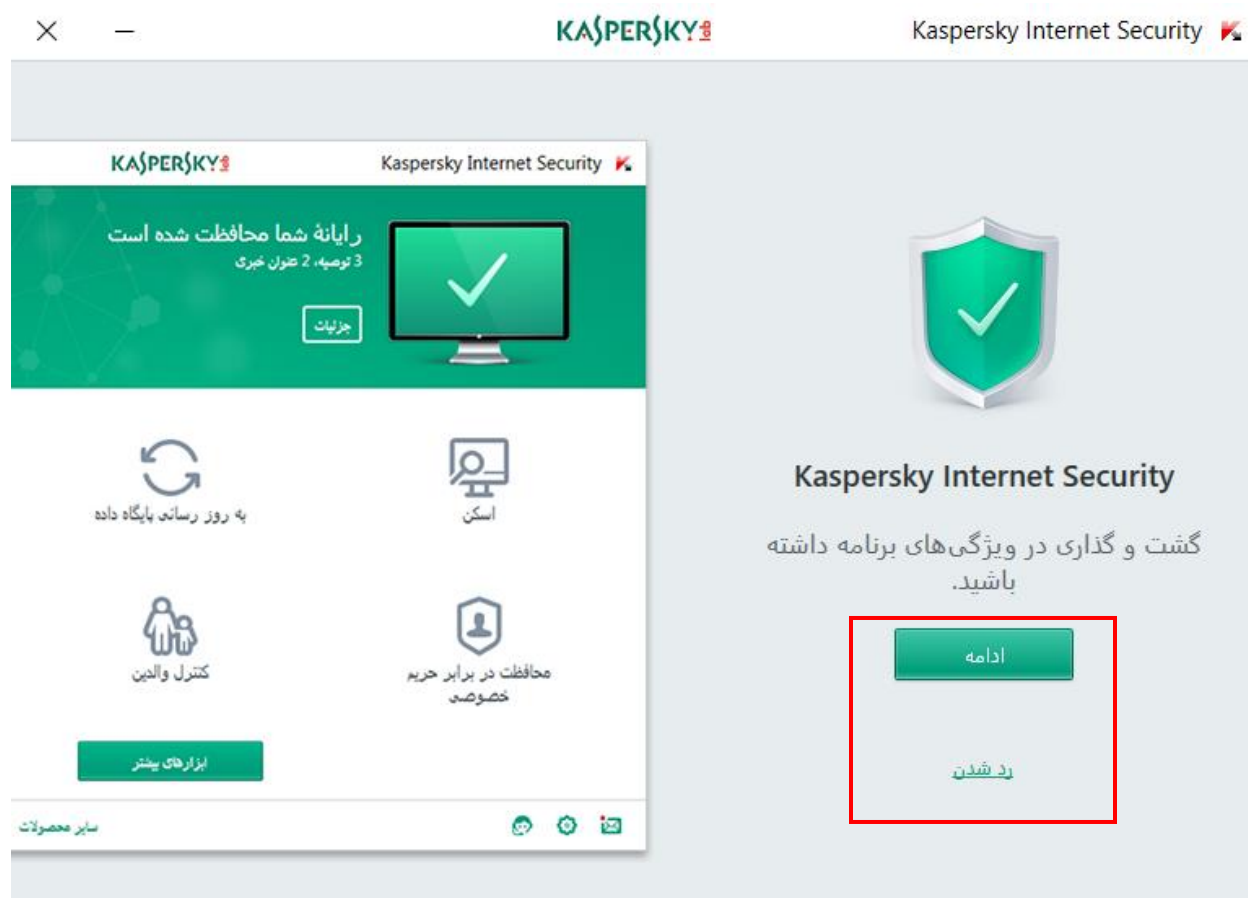 KASPERSKY lab
Kaspersky Internet Security
KASPERSKY lab
Kaspersky Internet Security
رایانهٔ شما محافظت شده است
3 توصیه، 2 عنوان خبری
جزئیات
اسکن
به روز رسانی پایگاه داده
محافظت در برابر حریم
خصوصی
کنترل والدین
ابزارهای بیشتر
سایر محصولات
Kaspersky Internet Security
گشت و گذاری در ویژگی‌های برنامه داشته
باشید.
ادامه
رد شدن